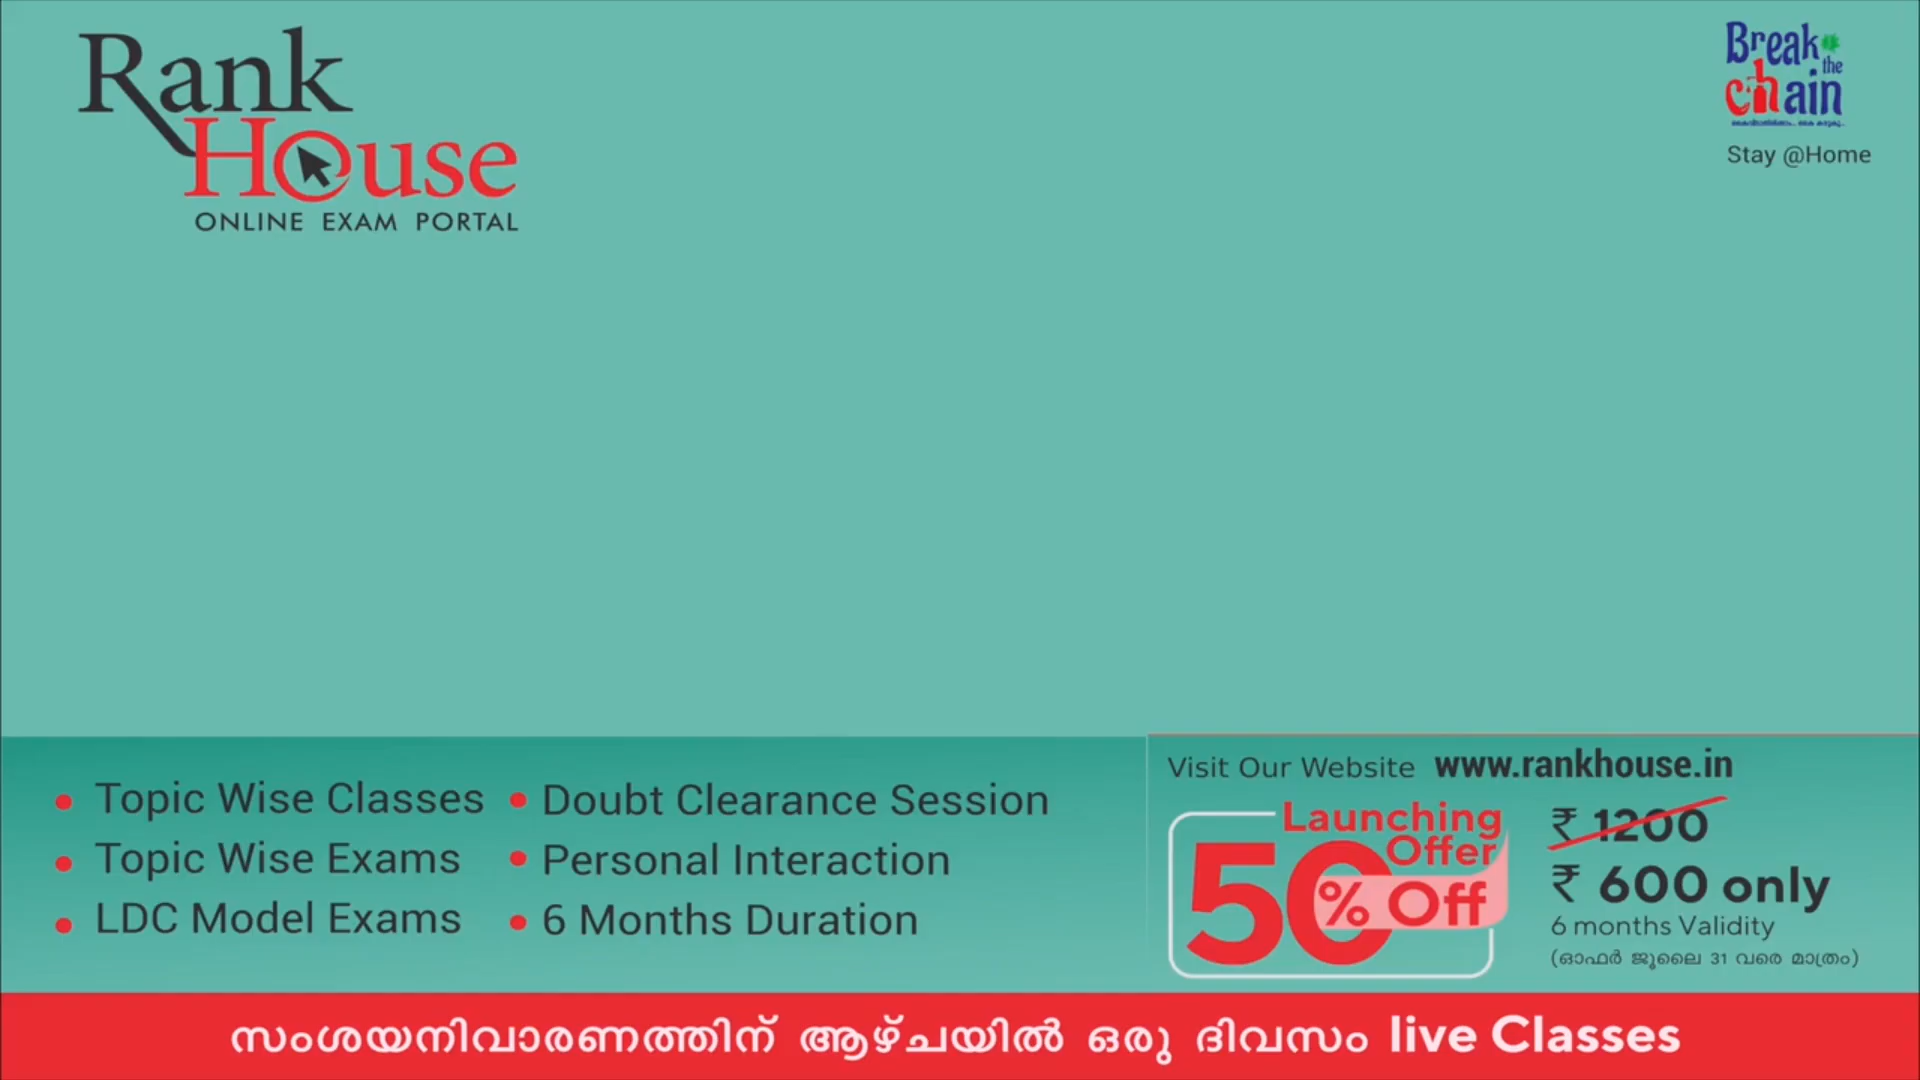 Rank
House
ONLINE EXAM PORTAL
Break
the
chain
Stay @Home
• Topic Wise Classes
• Topic Wise Exams
• LDC Model Exams
• Doubt Clearance Session
• Personal Interaction
• 6 Months Duration
Visit Our Website www.rankhouse.in
Launching
Offer
50% Off
₹ 1200
₹ 600 only
6 months Validity
(ഓഫർ ജൂലൈ 31 വരെ മാത്രം)
സംശയനിവാരണത്തിന് ആഴ്ചയിൽ ഒരു ദിവസം live Classes